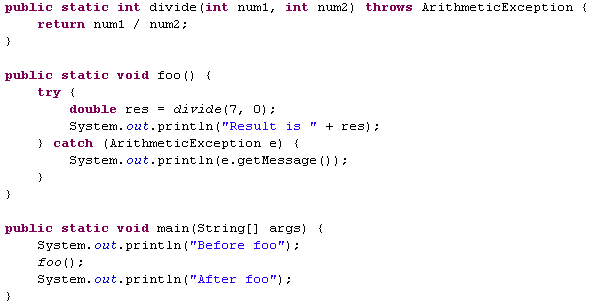 public static int divide(int num1, int num2) throws ArithmeticException {
    return num1 / num2;
}

public static void foo() {
    try {
        double res = divide(7, 0);
        System.out.println("Result is " + res);
    } catch (ArithmeticException e) {
        System.out.println(e.getMessage());
    }
}

public static void main(String[] args) {
    System.out.println("Before foo");
    foo();
    System.out.println("After foo");
}